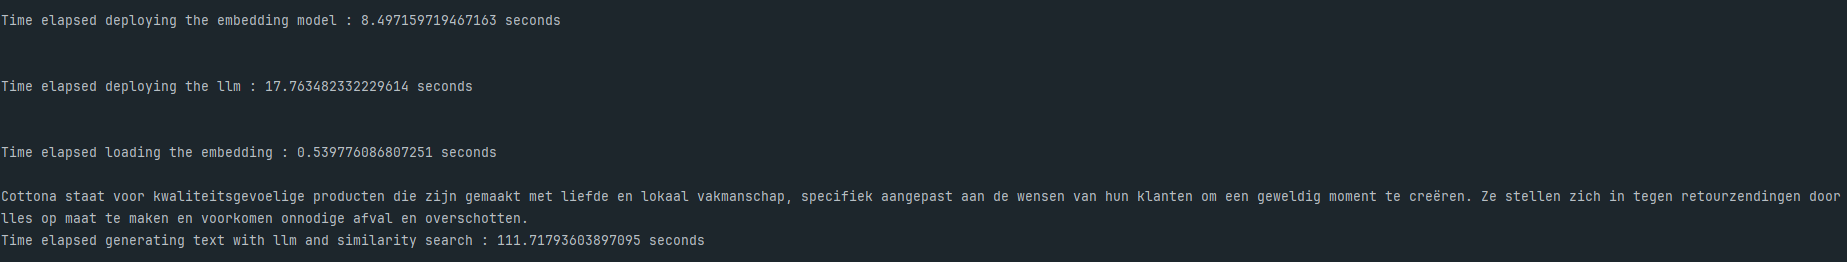 Time elapsed deploying the embedding model : 8.497159719467163 seconds
Time elapsed deploying the llm : 17.763482332229614 seconds
Time elapsed loading the embedding : 0.539776086807251 seconds
Cottona staat voor kwaliteitsgevoelige producten die zijn gemaakt met liefde en lokaal vakmanschap, specifiek aangepast aan de wensen van hun klanten om een geweldig moment te creëren. Ze stellen zich in tegen retourzendingen door
lles op maat te maken en voorkomen onnodige afval en overschotten.
Time elapsed generating text with llm and similarity search : 111.71793603897095 seconds